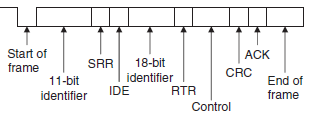 Start of
frame
11-bit
identifier
SRR
IDE
18-bit
identifier
RTR
Control
CRC
ACK
End of
frame